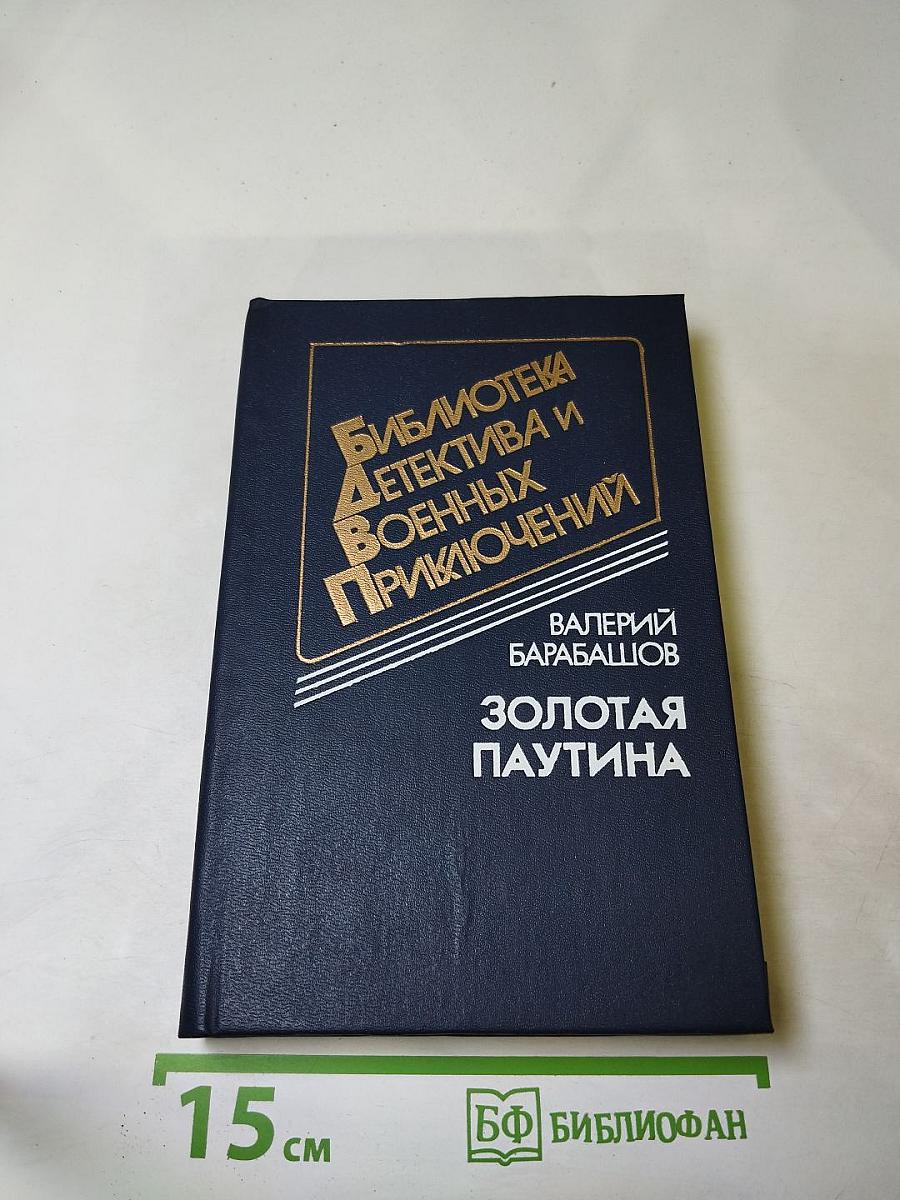 БИБЛИОТЕКА
ДЕТЕКТИВА И
ВОЕННЫХ
ПРИКЛЮЧЕНИЙ
ВАЛЕРИЙ
БАРАБАШОВ
ЗОЛОТАЯ
ПАУТИНА
15 см
БФ БИБЛИОФАН